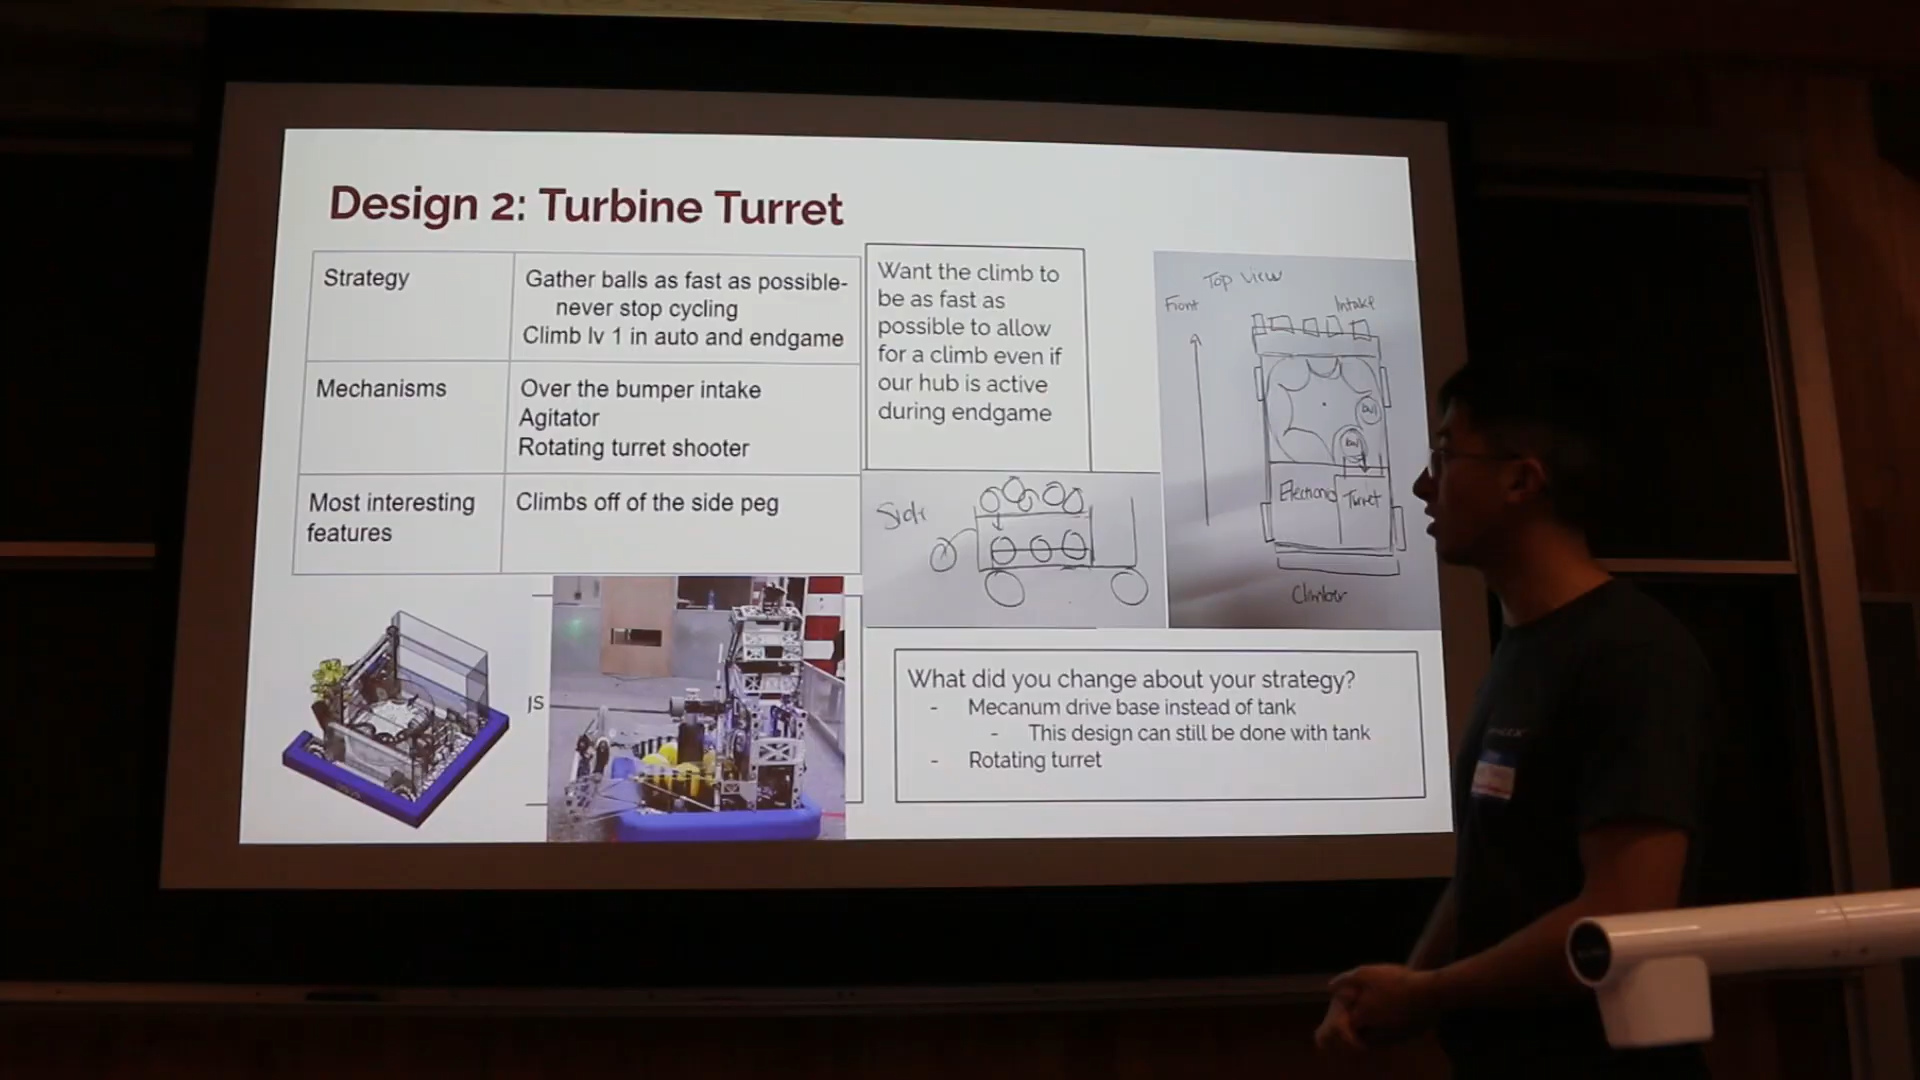 Design 2: Turbine Turret
Strategy
Gather balls as fast as possible-
never stop cycling
Climb lv 1 in auto and endgame
Mechanisms
Over the bumper intake
Agitator
Rotating turret shooter
Most interesting
features
Climbs off of the side peg
Want the climb to
be as fast as
possible to allow
for a climb even if
our hub is active
during endgame
Side
Top View
Front
Intake
Ball
Ball
Turret
Climber
JS
What did you change about your strategy?
- Mecanum drive base instead of tank
- This design can still be done with tank
- Rotating turret